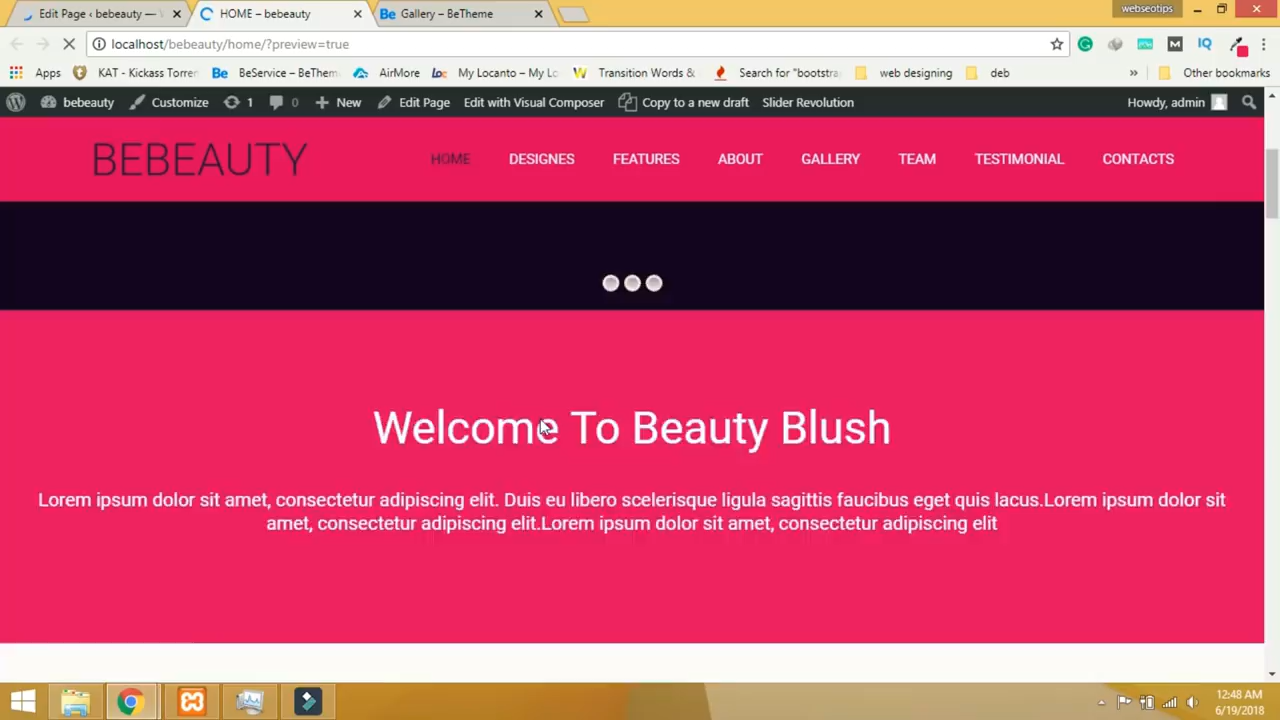 Edit Page ‹ bebeauty —
HOME – bebeauty
Be Gallery – BeTheme
webseotips
localhost/bebeauty/home/?preview=true
M
IQ
Apps
KAT - Kickass Torren
Be BeService – BeThem
AirMore
Loc My Locanto – My Lo
Transition Words &
Search for "bootstra
web designing
deb
»
Other bookmarks
bebeauty
Customize
1
0
New
Edit Page
Edit with Visual Composer
Copy to a new draft
Slider Revolution
Howdy, admin
BEBEAUTY
HOME
DESIGNES
FEATURES
ABOUT
GALLERY
TEAM
TESTIMONIAL
CONTACTS
Welcome To Beauty Blush
Lorem ipsum dolor sit amet, consectetur adipiscing elit. Duis eu libero scelerisque ligula sagittis faucibus eget quis lacus.Lorem ipsum dolor sit
amet, consectetur adipiscing elit.Lorem ipsum dolor sit amet, consectetur adipiscing elit
12:48 AM
6/19/2018